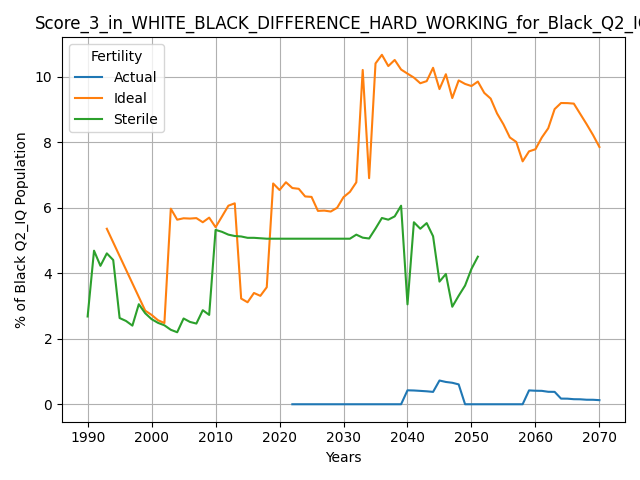 Score_3_in_WHITE_BLACK_DIFFERENCE_HARD_WORKING_for_Black_Q2_IQ
Fertility
Actual
Ideal
Sterile
% of Black Q2_IQ Population
10
8
6
4
2
0
1990 2000 2010 2020 2030 2040 2050 2060 2070
Years